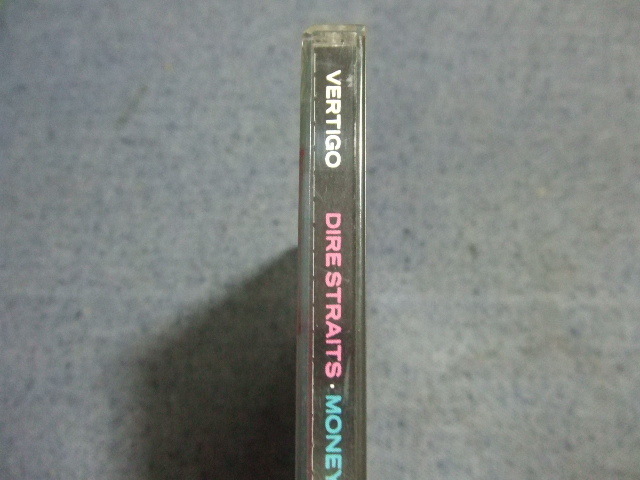 VERTIGO DIRE STRAITS · MONEY